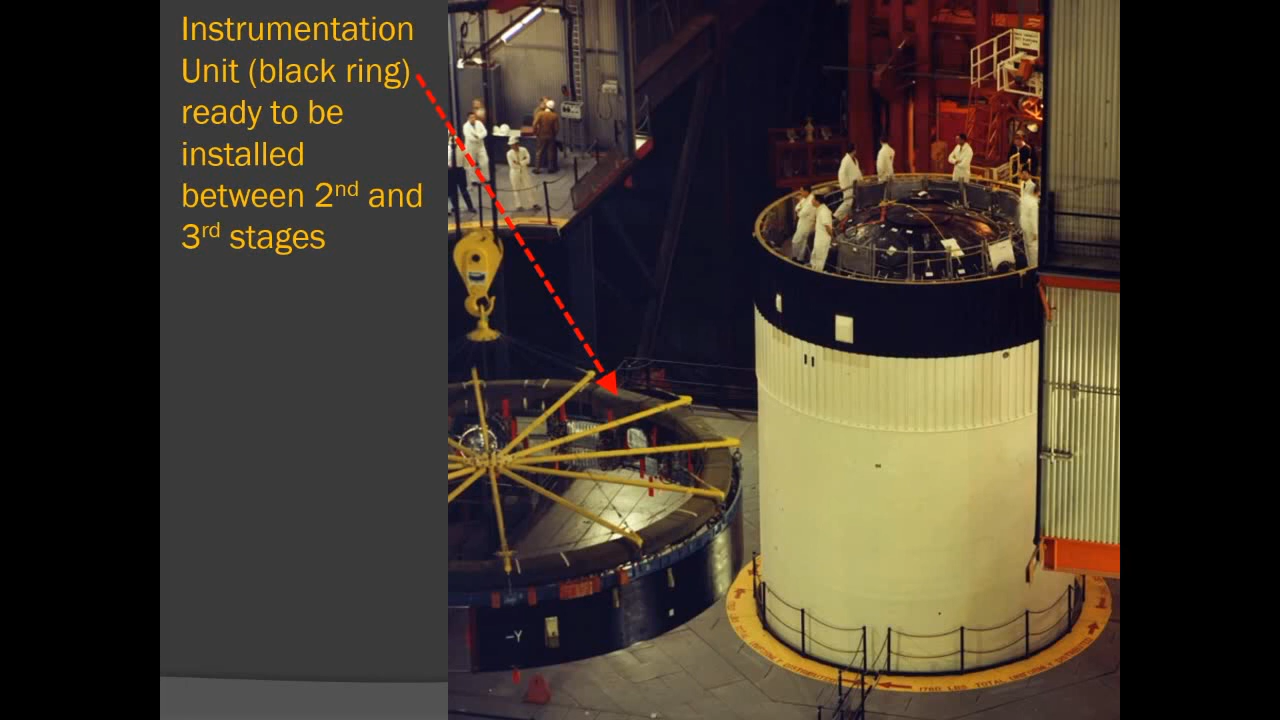 Instrumentation
Unit (black ring)
ready to be
installed
between 2nd and
3rd stages
-Y